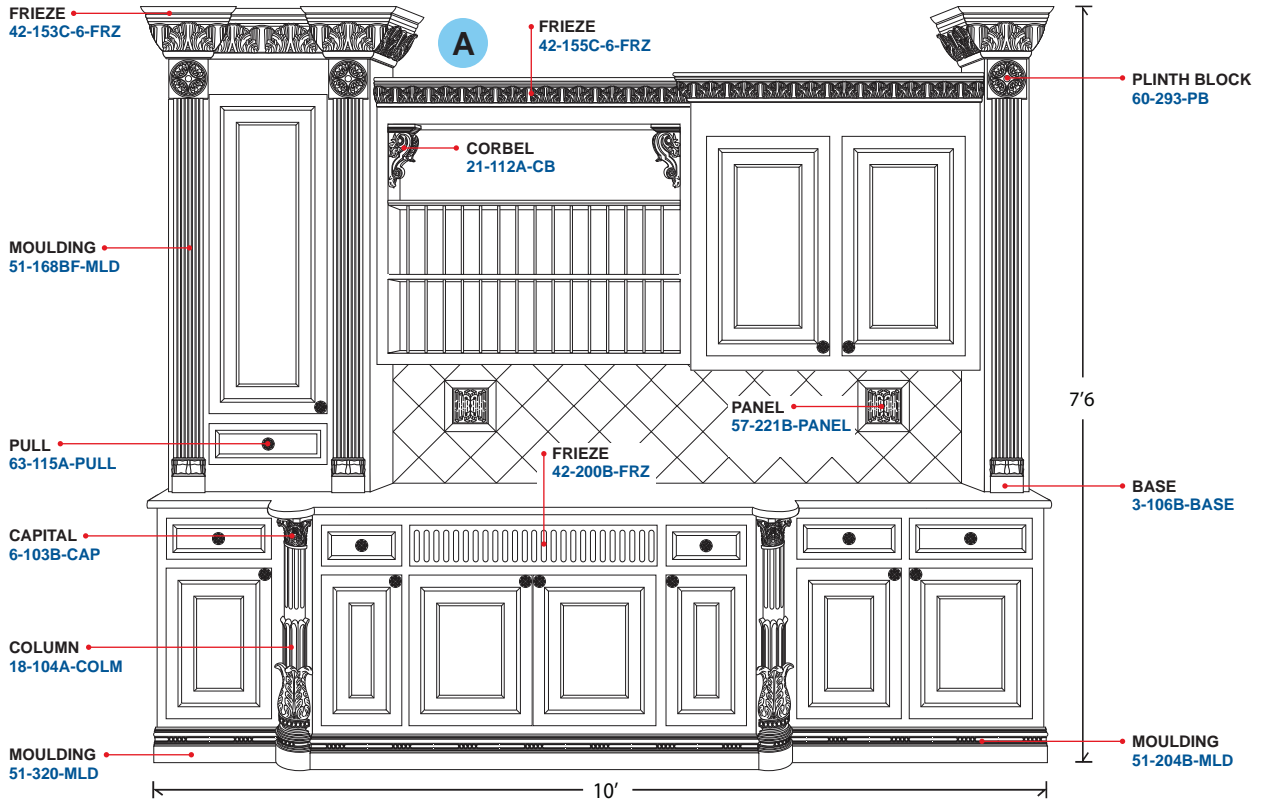 FRIEZE
42-153C-6-FRZ
A
FRIEZE
42-155C-6-FRZ
PLINTH BLOCK
60-293-PB
CORBEL
21-112A-CB
MOULDING
51-168BF-MLD
7'6
PANEL
57-221B-PANEL
PULL
63-115A-PULL
FRIEZE
42-200B-FRZ
BASE
3-106B-BASE
CAPITAL
6-103B-CAP
COLUMN
18-104A-COLM
MOULDING
51-320-MLD
MOULDING
51-204B-MLD
10'